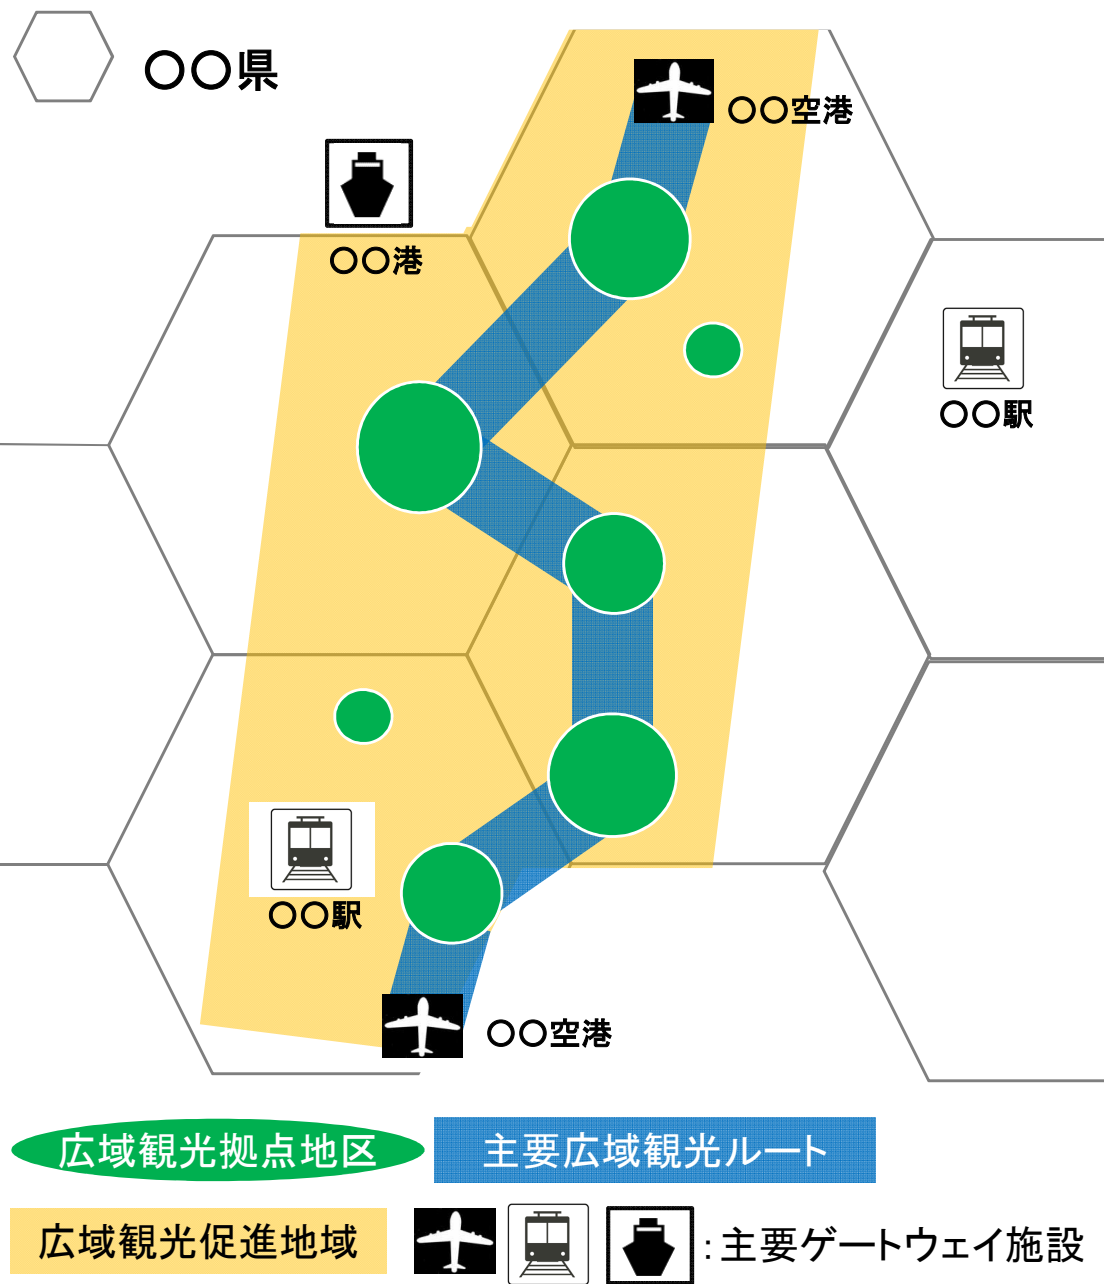 〇〇県
〇〇空港
〇〇港
〇〇駅
〇〇駅
〇〇空港
広域観光拠点地区
主要広域観光ルート
広域観光促進地域
:主要ゲートウェイ施設